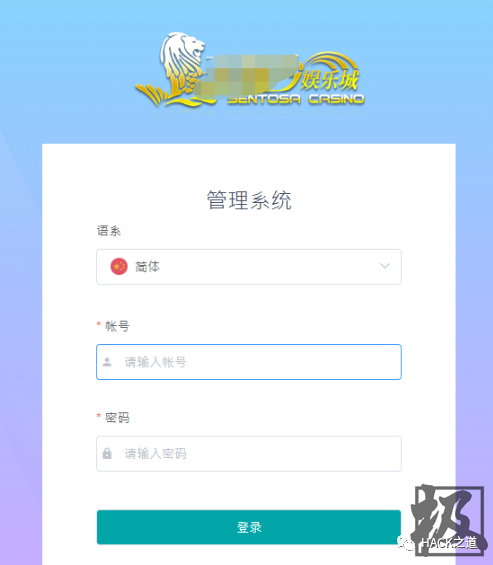 娱乐城
SENTOSA CASINO
管理系统
语系
简体
* 帐号
请输入帐号
* 密码
请输入密码
登录
极
HACK之道